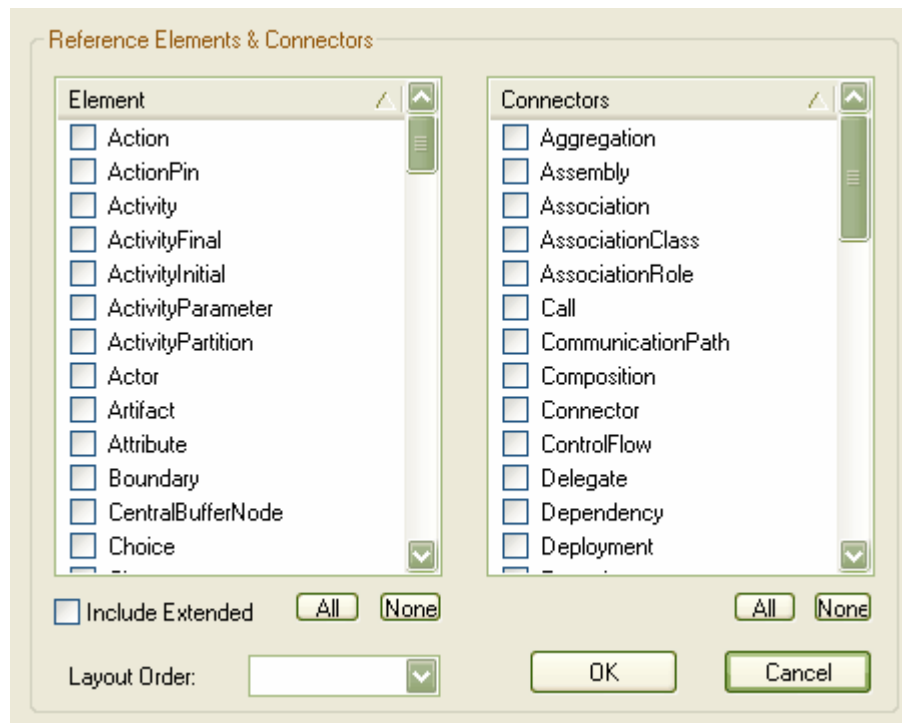 Reference Elements & Connectors
Element
Action
ActionPin
Activity
ActivityFinal
ActivityInitial
ActivityParameter
ActivityPartition
Actor
Artifact
Attribute
Boundary
CentralBufferNode
Choice
Include Extended
All
None
Layout Order:
Connectors
Aggregation
Assembly
Association
AssociationClass
AssociationRole
Call
CommunicationPath
Composition
Connector
ControlFlow
Delegate
Dependency
Deployment
All
None
OK
Cancel